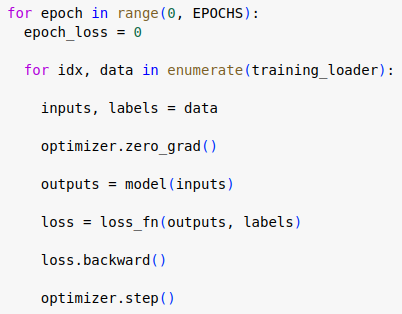 for epoch in range(0, EPOCHS):
  epoch_loss = 0
  for idx, data in enumerate(training_loader):
    inputs, labels = data
    optimizer.zero_grad()
    outputs = model(inputs)
    loss = loss_fn(outputs, labels)
    loss.backward()
    optimizer.step()